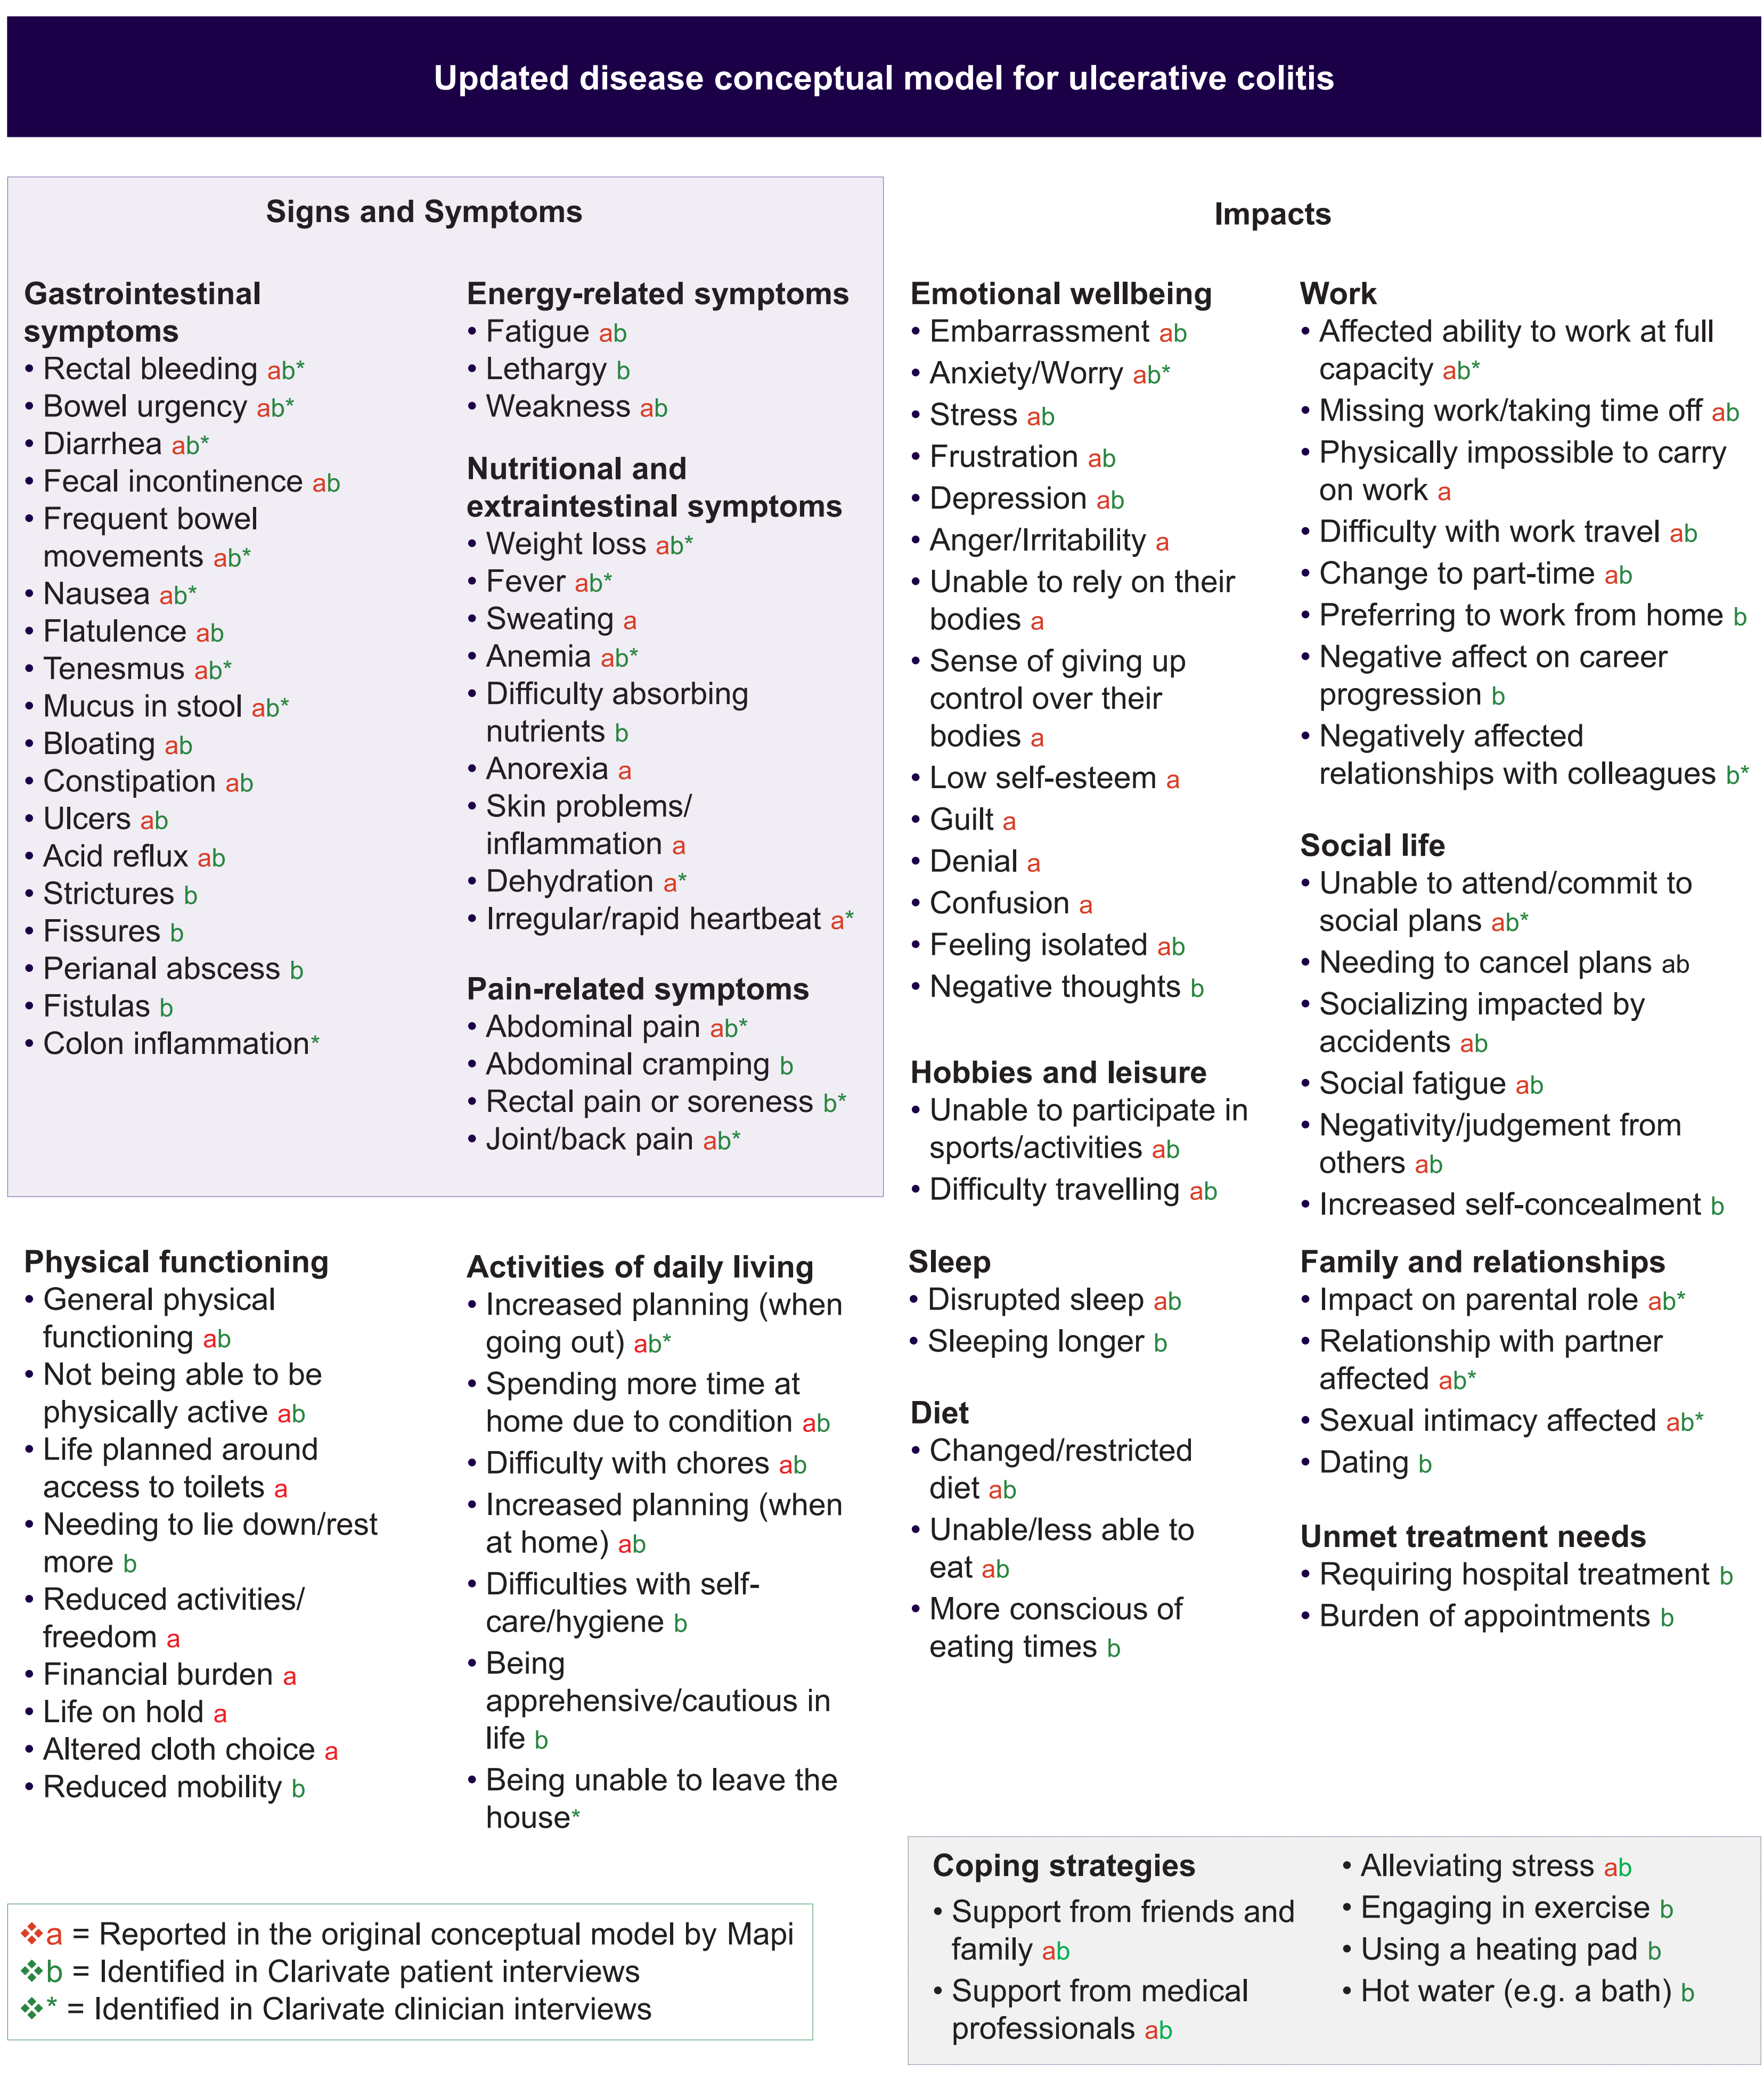 Updated disease conceptual model for ulcerative colitis
Signs and Symptoms
Gastrointestinal
symptoms
• Rectal bleeding ab*
• Bowel urgency ab*
• Diarrhea ab*
• Fecal incontinence ab
• Frequent bowel
movements ab*
• Nausea ab*
• Flatulence ab
• Tenesmus ab*
• Mucus in stool ab*
• Bloating ab
• Constipation ab
• Ulcers ab
• Acid reflux ab
• Strictures b
• Fissures b
• Perianal abscess b
• Fistulas b
• Colon inflammation*
Energy-related symptoms
• Fatigue ab
• Lethargy b
• Weakness ab
Nutritional and
extraintestinal symptoms
• Weight loss ab*
• Fever ab*
• Sweating a
• Anemia ab*
• Difficulty absorbing
nutrients b
• Anorexia a
• Skin problems/
inflammation a
• Dehydration a*
• Irregular/rapid heartbeat a*
Pain-related symptoms
• Abdominal pain ab*
• Abdominal cramping b
• Rectal pain or soreness b*
• Joint/back pain ab*
Impacts
Emotional wellbeing
• Embarrassment ab
• Anxiety/Worry ab*
• Stress ab
• Frustration ab
• Depression ab
• Anger/Irritability a
• Unable to rely on their
bodies a
• Sense of giving up
control over their
bodies a
• Low self-esteem a
• Guilt a
• Denial a
• Confusion a
• Feeling isolated ab
• Negative thoughts b
Hobbies and leisure
• Unable to participate in
sports/activities ab
• Difficulty travelling ab
Work
• Affected ability to work at full
capacity ab*
• Missing work/taking time off ab
• Physically impossible to carry
on work a
• Difficulty with work travel ab
• Change to part-time ab
• Preferring to work from home b
• Negative affect on career
progression b
• Negatively affected
relationships with colleagues b*
Social life
• Unable to attend/commit to
social plans ab*
• Needing to cancel plans ab
• Socializing impacted by
accidents ab
• Social fatigue ab
• Negativity/judgement from
others ab
• Increased self-concealment b
Physical functioning
• General physical
functioning ab
• Not being able to be
physically active ab
• Life planned around
access to toilets a
• Needing to lie down/rest
more b
• Reduced activities/
freedom a
• Financial burden a
• Life on hold a
• Altered cloth choice a
• Reduced mobility b
Activities of daily living
• Increased planning (when
going out) ab*
• Spending more time at
home due to condition ab
• Difficulty with chores ab
• Increased planning (when
at home) ab
• Difficulties with self-
care/hygiene b
• Being
apprehensive/cautious in
life b
• Being unable to leave the
house*
Sleep
• Disrupted sleep ab
• Sleeping longer b
Diet
• Changed/restricted
diet ab
• Unable/less able to
eat ab
• More conscious of
eating times b
Family and relationships
• Impact on parental role ab*
• Relationship with partner
affected ab*
• Sexual intimacy affected ab*
• Dating b
Unmet treatment needs
• Requiring hospital treatment b
• Burden of appointments b
❖a = Reported in the original conceptual model by Mapi
❖b = Identified in Clarivate patient interviews
❖* = Identified in Clarivate clinician interviews
Coping strategies
• Support from friends and
family ab
• Support from medical
professionals ab
• Alleviating stress ab
• Engaging in exercise b
• Using a heating pad b
• Hot water (e.g. a bath) b